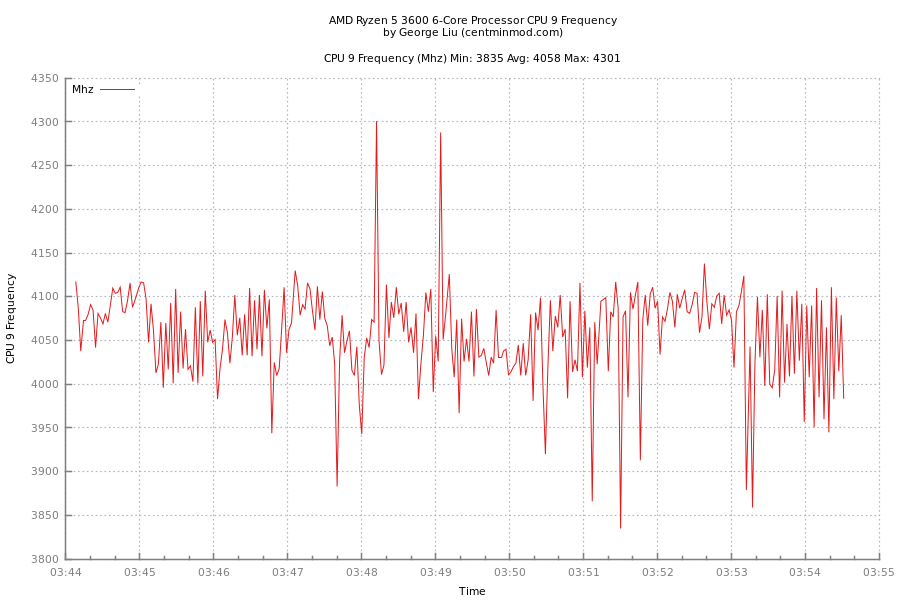 AMD Ryzen 5 3600 6-Core Processor CPU 9 Frequency
by George Liu (centminmod.com)
CPU 9 Frequency (Mhz) Min: 3835 Avg: 4058 Max: 4301
Mhz
4350
4300
4250
4200
4150
4100
4050
4000
3950
3900
3850
3800
CPU 9 Frequency
03:44 03:45 03:46 03:47 03:48 03:49 03:50 03:51 03:52 03:53 03:54 03:55
Time